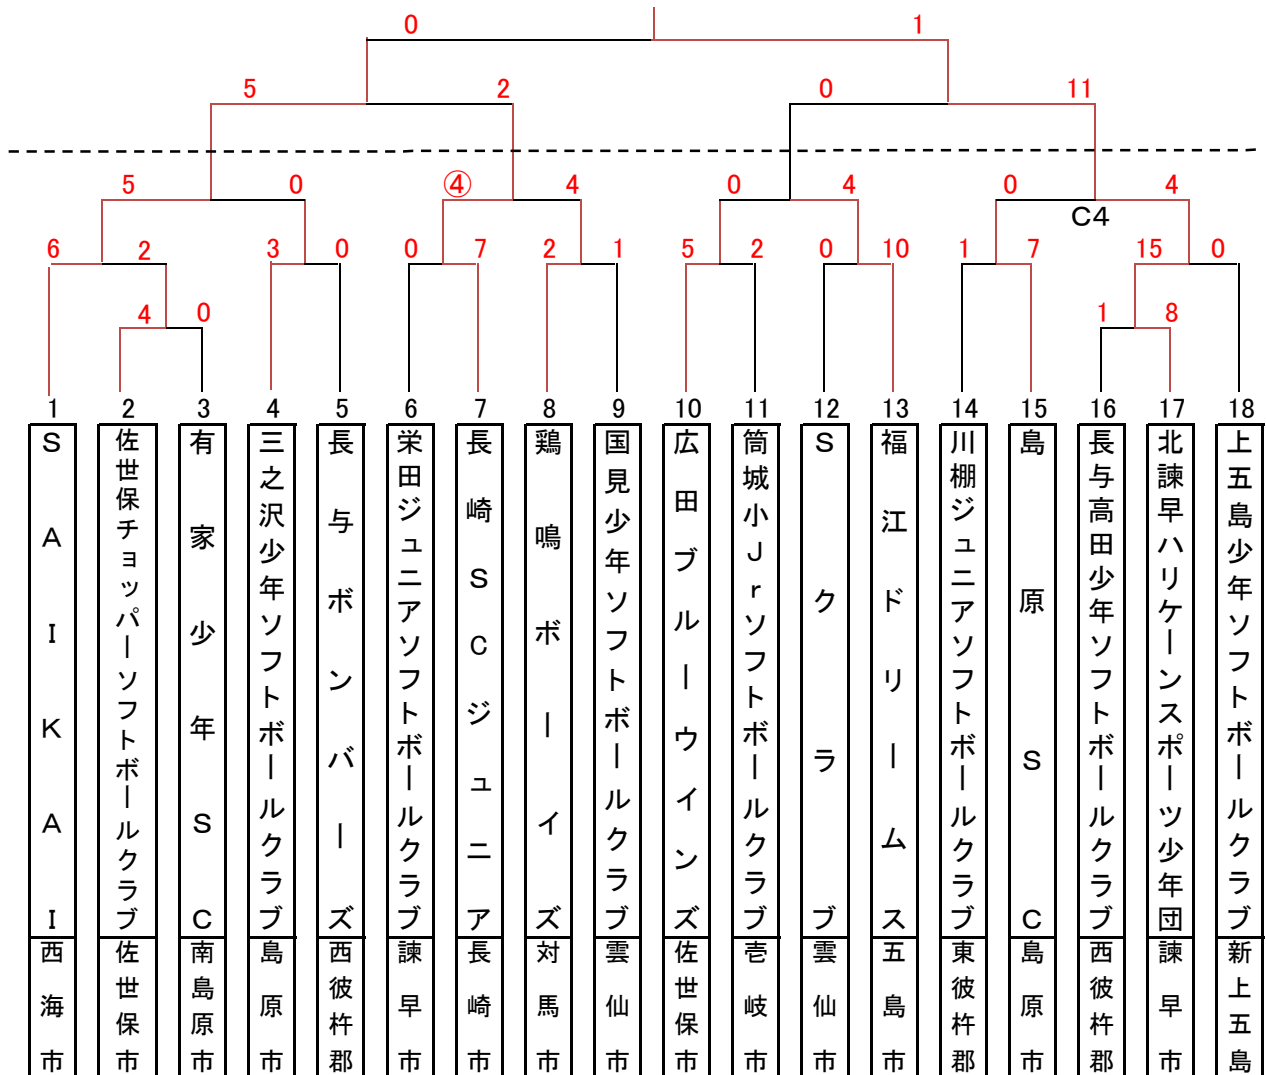 0 1
5 2 0 11
5 0 ④ 4 0 4 0 4
C4
6 2 3 0 0 7 2 1 5 2 0 10 1 7 15 0
4 0 1 8
1 2 3 4 5 6 7 8 9 10 11 12 13 14 15 16 17 18
SAIKAI
西海市
佐世保チョッパーソフトボールクラブ
佐世保市
有家少年SC
南島原市
三之沢少年ソフトボールクラブ
島原市
長与ボンバーズ
西彼杵郡
栄田ジュニアソフトボールクラブ
諫早市
長崎SCジュニア
長崎市
鶏鳴ボーイズ
対馬市
国見少年ソフトボールクラブ
雲仙市
広田ブルーウインズ
佐世保市
筒城小Jrソフトボールクラブ
壱岐市
Sクラブ
雲仙市
福江ドリームス
五島市
川棚ジュニアソフトボールクラブ
東彼杵郡
島原SC
島原市
長与高田少年ソフトボールクラブ
西彼杵郡
北諫早ハリケーンスポーツ少年団
諫早市
上五島少年ソフトボールクラブ
新上五島